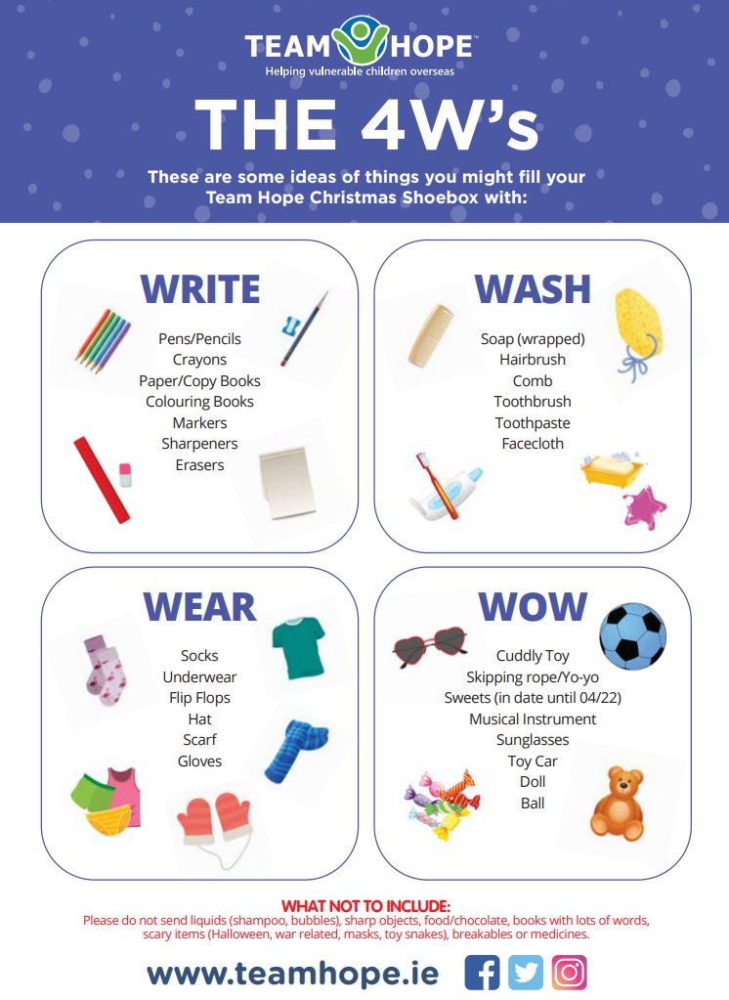 TEAM HOPE™
Helping vulnerable children overseas
THE 4W's
These are some ideas of things you might fill your
Team Hope Christmas Shoebox with:
WRITE
Pens/Pencils
Crayons
Paper/Copy Books
Colouring Books
Markers
Sharpeners
Erasers
WASH
Soap (wrapped)
Hairbrush
Comb
Toothbrush
Toothpaste
Facecloth
WEAR
Socks
Underwear
Flip Flops
Hat
Scarf
Gloves
WOW
Cuddly Toy
Skipping rope/Yo-yo
Sweets (in date until 04/22)
Musical Instrument
Sunglasses
Toy Car
Doll
Ball
WHAT NOT TO INCLUDE:
Please do not send liquids (shampoo, bubbles), sharp objects, food/chocolate, books with lots of words,
scary items (Halloween, war related, masks, toy snakes), breakables or medicines.
www.teamhope.ie